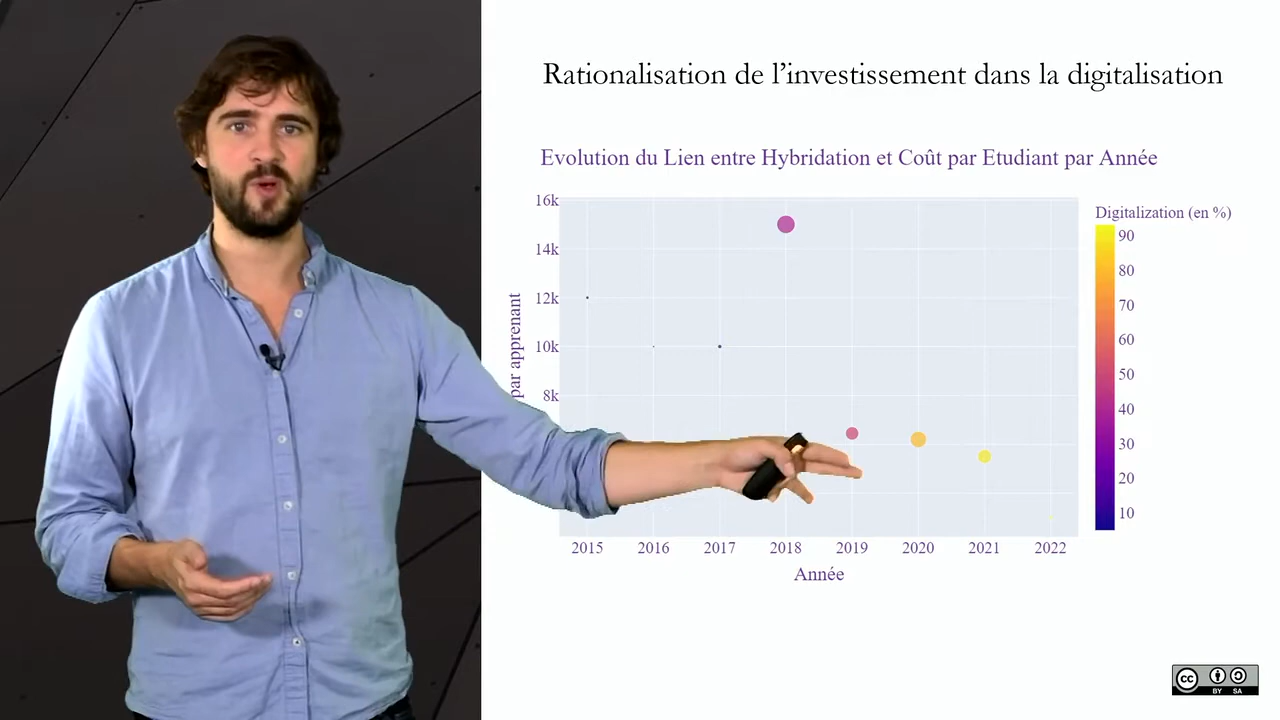 Rationalisation de l’investissement dans la digitalisation
Evolution du Lien entre Hybridation et Coût par Etudiant par Année
16k
14k
12k
10k
8k
par apprenant
2015 2016 2017 2018 2019 2020 2021 2022
Année
Digitalization (en %)
90
80
70
60
50
40
30
20
10
CC
BY SA